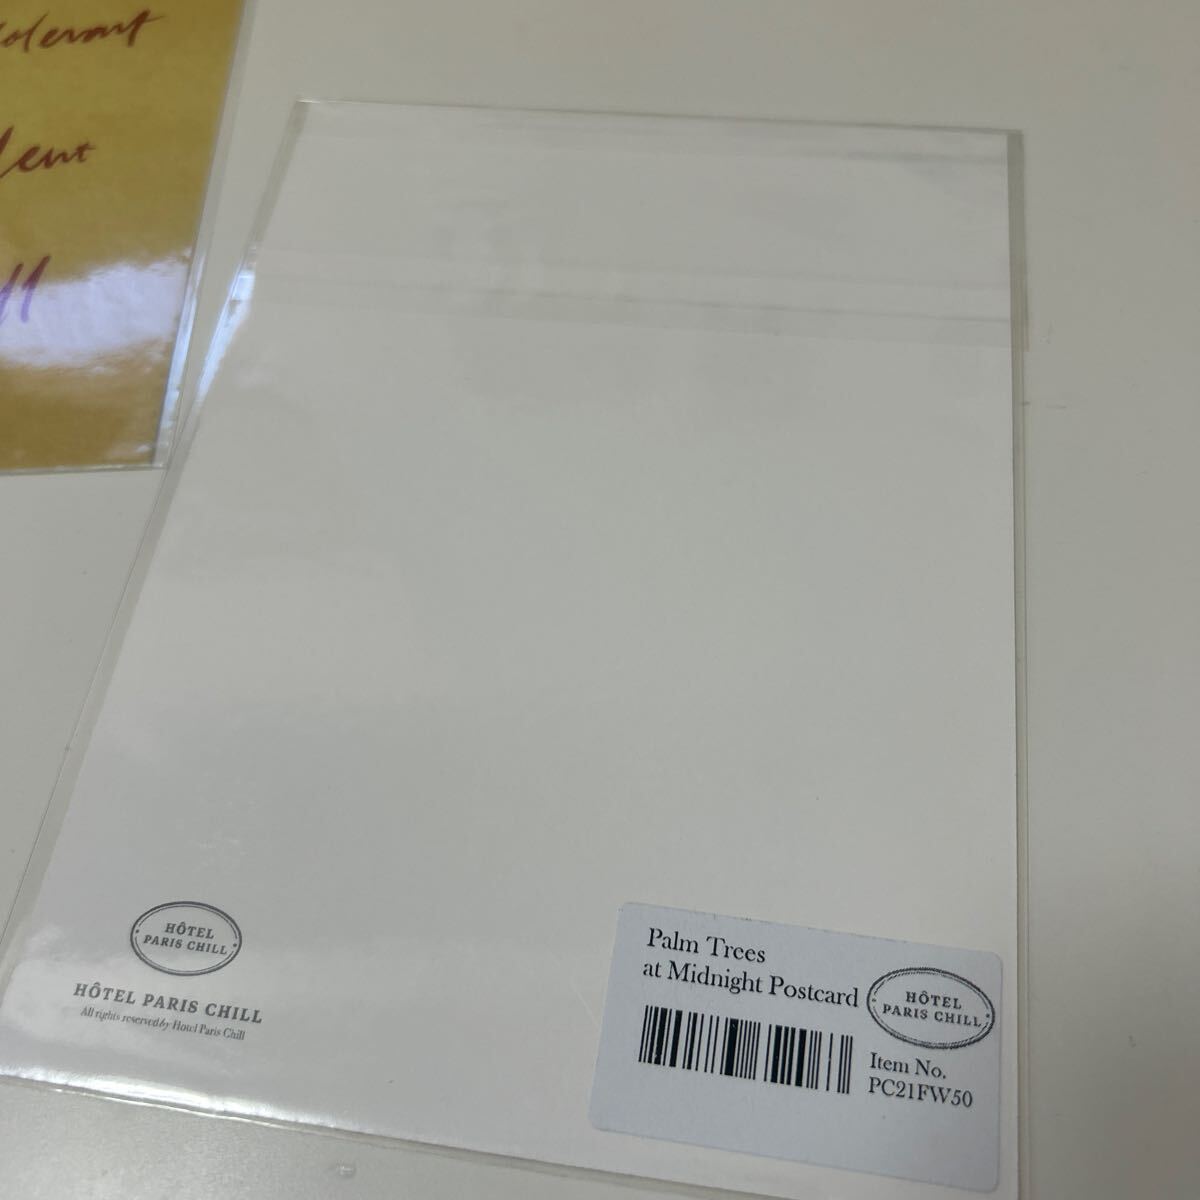 HÔTEL
PARIS CHILL
HÔTEL PARIS CHILL
All rights reserved by Hotel Paris Chill
Palm Trees
at Midnight Postcard
HÔTEL
PARIS CHILL
Item No.
PC21FW50